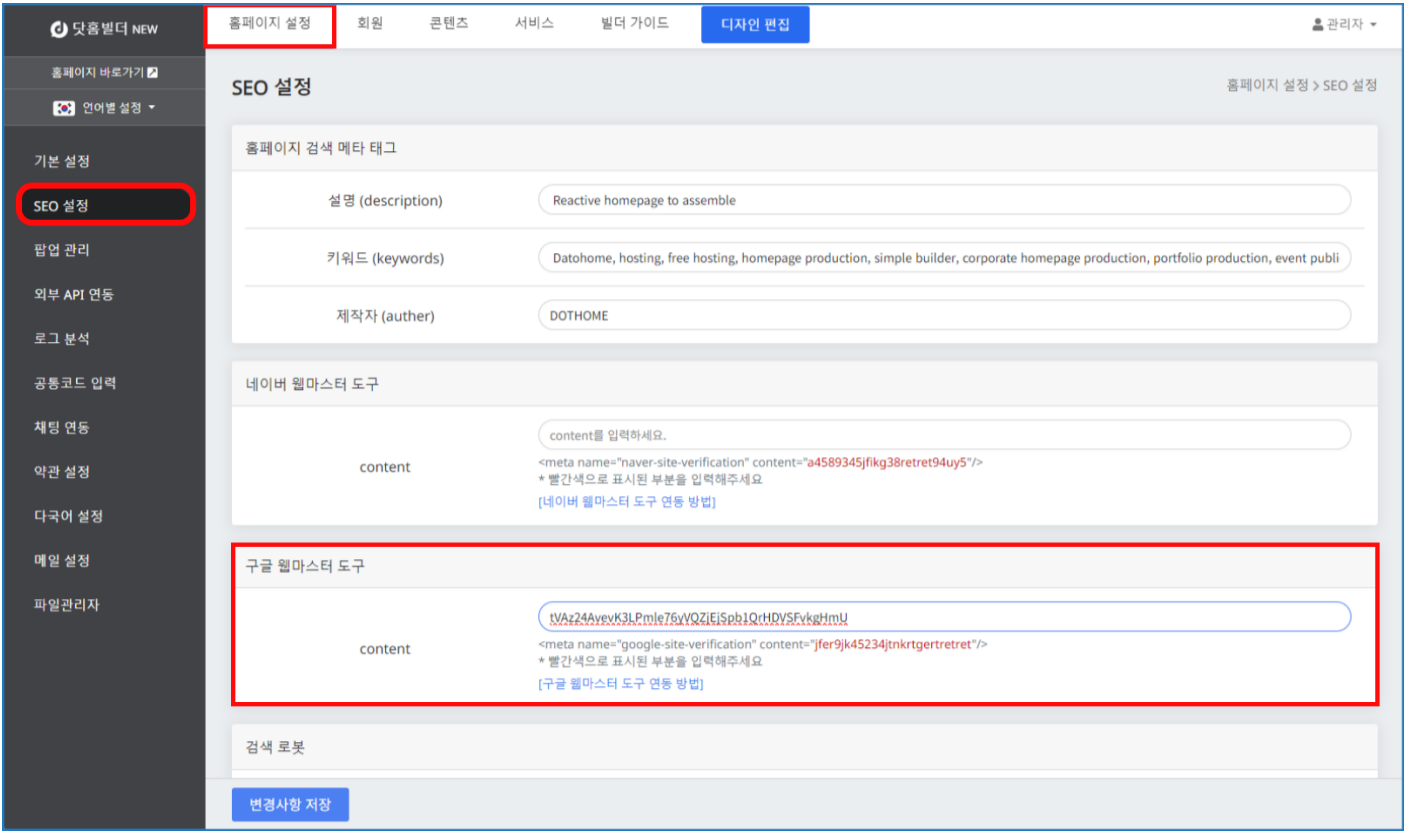 닷홈빌더 NEW
홈페이지 설정
회원
콘텐츠
서비스
빌더 가이드
디자인 편집
관리자
홈페이지 바로가기
언어별 설정
기본 설정
SEO 설정
팝업 관리
외부 API 연동
로그 분석
공통코드 입력
채팅 연동
약관 설정
다국어 설정
메일 설정
파일관리자
SEO 설정
홈페이지 설정 > SEO 설정
홈페이지 검색 메타 태그
설명 (description)
Reactive homepage to assemble
키워드 (keywords)
Datohome, hosting, free hosting, homepage production, simple builder, corporate homepage production, portfolio production, event publi
제작자 (auther)
DOTHOME
네이버 웹마스터 도구
content
content를 입력하세요.
<meta name="naver-site-verification" content="a4589345jfikg38retret94uy5"/>
* 빨간색으로 표시된 부분을 입력해주세요
[네이버 웹마스터 도구 연동 방법]
구글 웹마스터 도구
content
tVAz24AvevK3LPmle76yVQZjEjSpb1QrHDVSFvkgHmU
<meta name="google-site-verification" content="jfer9jk45234jtnkrtgertretret"/>
* 빨간색으로 표시된 부분을 입력해주세요
[구글 웹마스터 도구 연동 방법]
검색 로봇
변경사항 저장